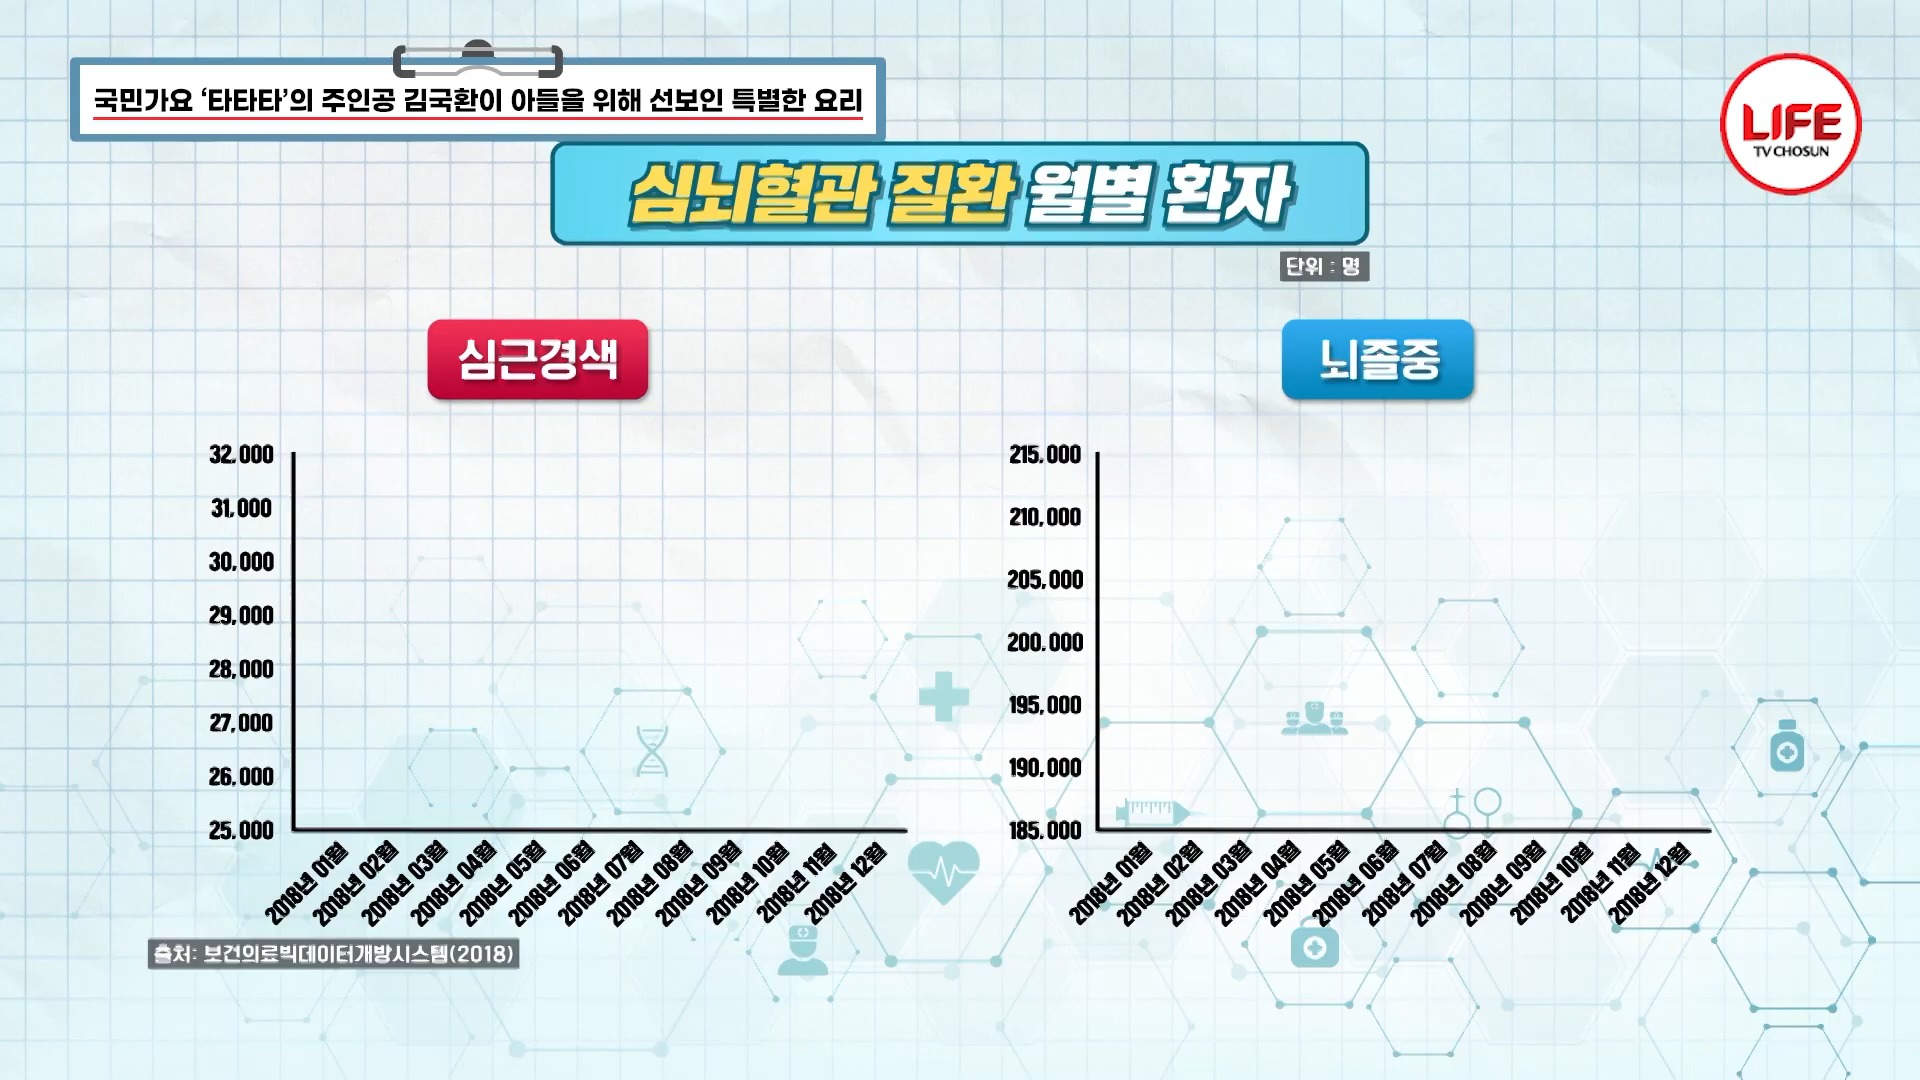 국민가요 ‘타타타’의 주인공 김국환이 아들을 위해 선보인 특별한 요리
LIFE
TV CHOSUN
심뇌혈관 질환 월별 환자
단위 : 명
심근경색
32,000
31,000
30,000
29,000
28,000
27,000
26,000
25,000
2018년 01월
2018년 02월
2018년 03월
2018년 04월
2018년 05월
2018년 06월
2018년 07월
2018년 08월
2018년 09월
2018년 10월
2018년 11월
2018년 12월
뇌졸중
215,000
210,000
205,000
200,000
195,000
190,000
185,000
2018년 01월
2018년 02월
2018년 03월
2018년 04월
2018년 05월
2018년 06월
2018년 07월
2018년 08월
2018년 09월
2018년 10월
2018년 11월
2018년 12월
출처: 보건의료빅데이터개방시스템(2018)